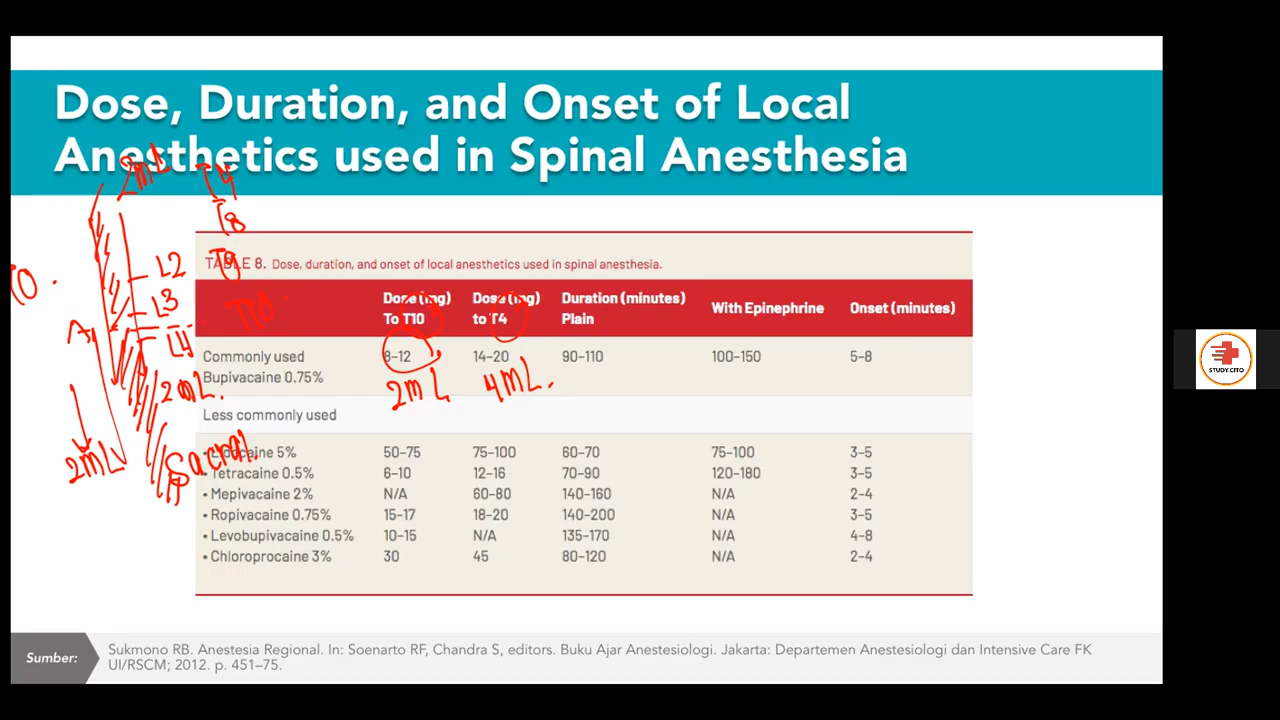 Dose, Duration, and Onset of Local
Anesthetics used in Spinal Anesthesia
2mL
T4
T8
T9
T10
L2
L3
L4
2mL.
2mL
Sacral
TABLE 8. Dose, duration, and onset of local anesthetics used in spinal anesthesia.
Dose (mg) To T10 Dose (mg) to T4 Duration (minutes) Plain With Epinephrine Onset (minutes)
Commonly used
Bupivacaine 0.75% 8–12 14–20 90–110 100–150 5–8
2mL 4mL.
Less commonly used
• Lidocaine 5% 50–75 75–100 60–70 75–100 3–5
• Tetracaine 0.5% 6–10 12–16 70–90 120–180 3–5
• Mepivacaine 2% N/A 60–80 140–160 N/A 2–4
• Ropivacaine 0.75% 15–17 18–20 140–200 N/A 3–5
• Levobupivacaine 0.5% 10–15 N/A 135–170 N/A 4–8
• Chloroprocaine 3% 30 45 80–120 N/A 2–4
Sumber:
Sukmono RB. Anestesia Regional. In: Soenarto RF, Chandra S, editors. Buku Ajar Anestesiologi. Jakarta: Departemen Anestesiologi dan Intensive Care FK
UI/RSCM; 2012. p. 451–75.
STUDY.CITO